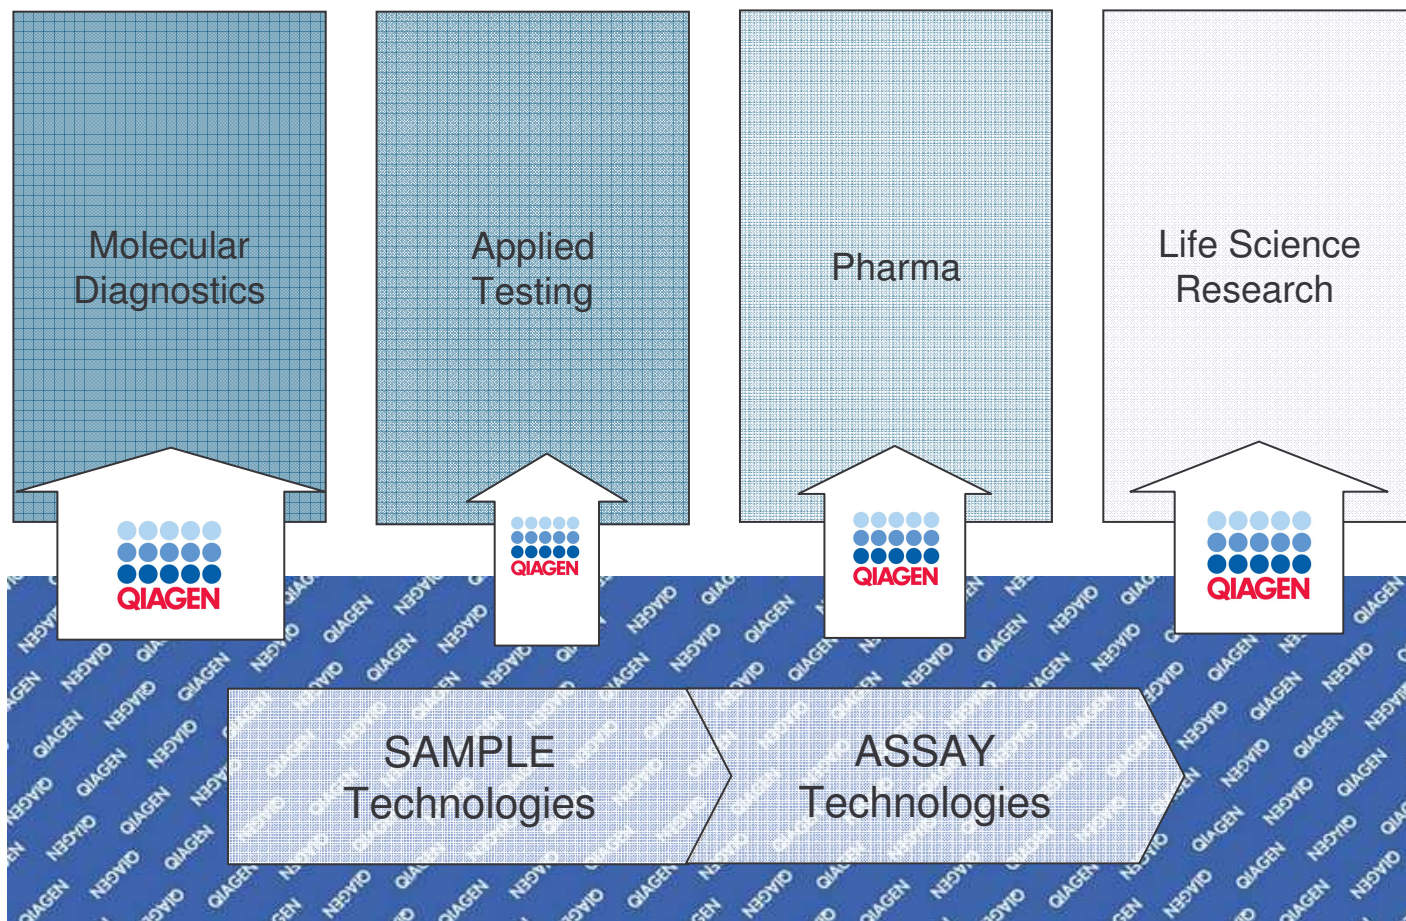 Molecular
Diagnostics
Applied
Testing
Pharma
Life Science
Research
QIAGEN
QIAGEN
QIAGEN
QIAGEN
SAMPLE
Technologies
ASSAY
Technologies